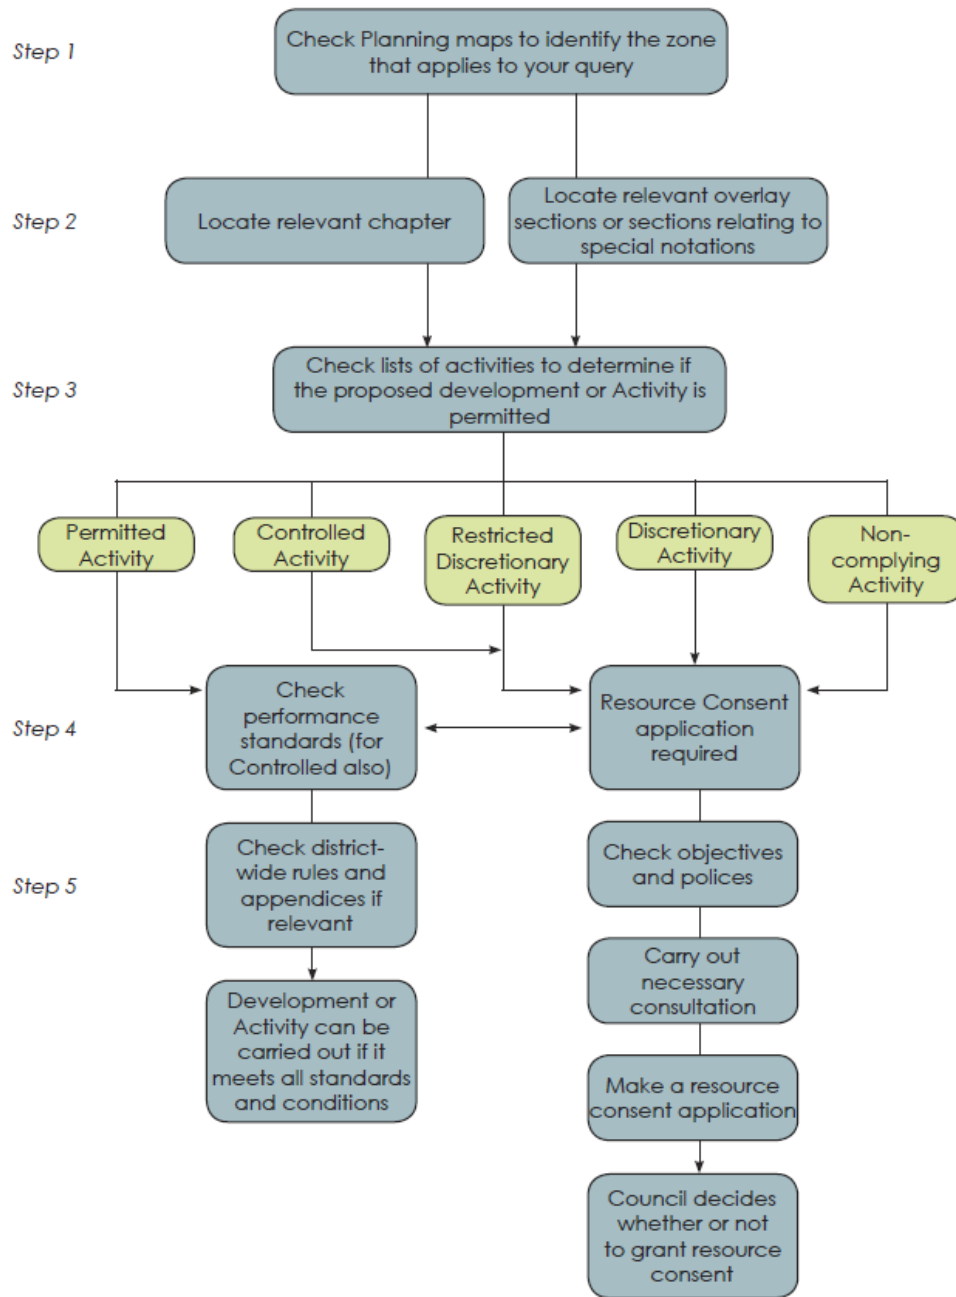 Step 1
Check Planning maps to identify the zone
that applies to your query
Step 2
Locate relevant chapter
Locate relevant overlay
sections or sections relating to
special notations
Step 3
Check lists of activities to determine if
the proposed development or Activity is
permitted
Permitted
Activity
Controlled
Activity
Restricted
Discretionary
Activity
Discretionary
Activity
Non-
complying
Activity
Step 4
Check
performance
standards (for
Controlled also)
Resource Consent
application
required
Step 5
Check district-
wide rules and
appendices if
relevant
Check objectives
and polices
Development or
Activity can be
carried out if it
meets all standards
and conditions
Carry out
necessary
consultation
Make a resource
consent application
Council decides
whether or not
to grant resource
consent